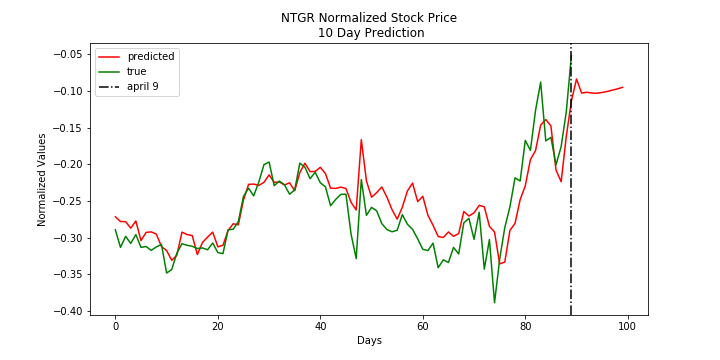 NTGR Normalized Stock Price
10 Day Prediction
predicted
true
april 9
Normalized Values
−0.05
−0.10
−0.15
−0.20
−0.25
−0.30
−0.35
−0.40
0 20 40 60 80 100
Days